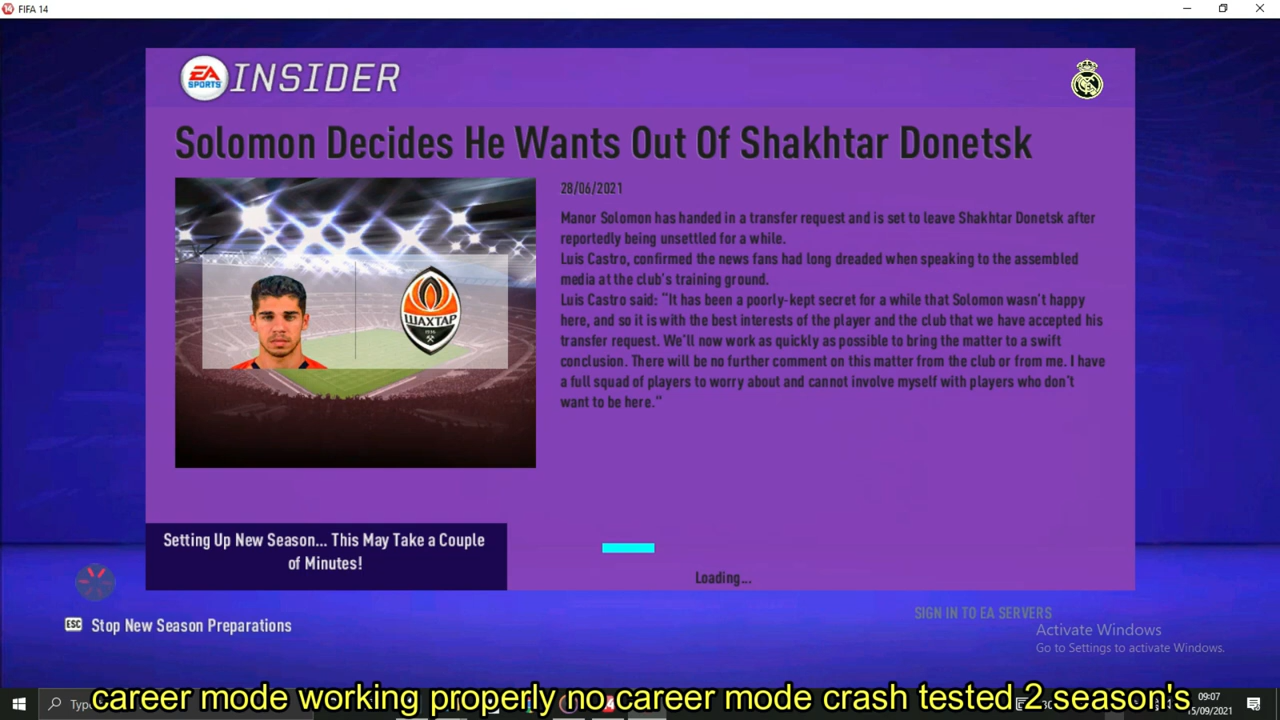 FIFA 14
EA SPORTS INSIDER
Solomon Decides He Wants Out Of Shakhtar Donetsk
28/06/2021
Manor Solomon has handed in a transfer request and is set to leave Shakhtar Donetsk after
reportedly being unsettled for a while.
Luis Castro, confirmed the news fans had long dreaded when speaking to the assembled
media at the club's training ground.
Luis Castro said: "It has been a poorly-kept secret for a while that Solomon wasn't happy
here, and so it is with the best interests of the player and the club that we have accepted his
transfer request. We'll now work as quickly as possible to bring the matter to a swift
conclusion. There will be no further comment on this matter from the club or from me. I have
a full squad of players to worry about and cannot involve myself with players who don't
want to be here."
ШАХТАР
1936
Setting Up New Season... This May Take a Couple
of Minutes!
Loading...
ESC Stop New Season Preparations
SIGN IN TO EA SERVERS
Activate Windows
Go to Settings to activate Windows.
career mode working properly no career mode crash tested 2 season's
09:07
15/09/2021